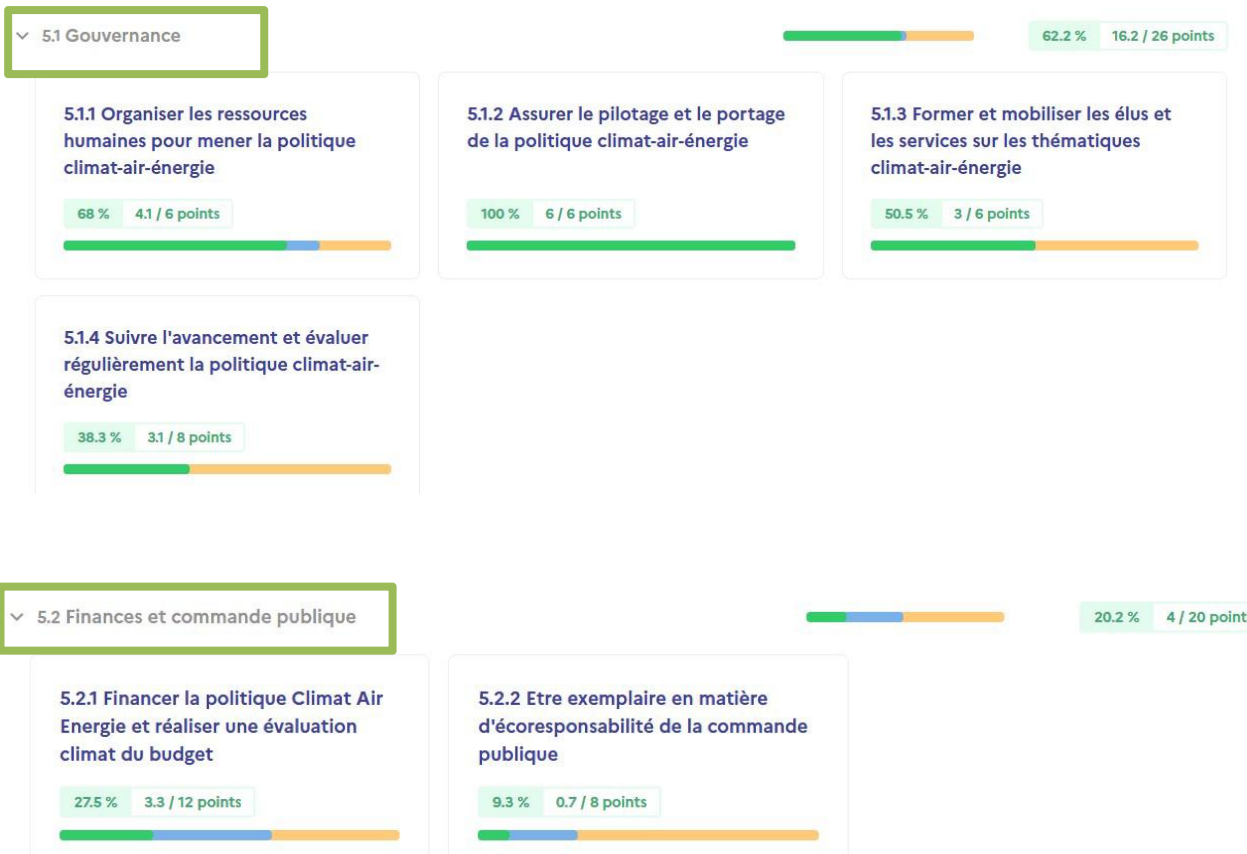 5.1 Gouvernance
62.2 % 16.2 / 26 points
5.1.1 Organiser les ressources
humaines pour mener la politique
climat-air-énergie
68 % 4.1 / 6 points
5.1.2 Assurer le pilotage et le portage
de la politique climat-air-énergie
100 % 6 / 6 points
5.1.3 Former et mobiliser les élus et
les services sur les thématiques
climat-air-énergie
50.5 % 3 / 6 points
5.1.4 Suivre l'avancement et évaluer
régulièrement la politique climat-air-
énergie
38.3 % 3.1 / 8 points
5.2 Finances et commande publique
20.2 % 4 / 20 point
5.2.1 Financer la politique Climat Air
Energie et réaliser une évaluation
climat du budget
27.5 % 3.3 / 12 points
5.2.2 Etre exemplaire en matière
d'écoresponsabilité de la commande
publique
9.3 % 0.7 / 8 points